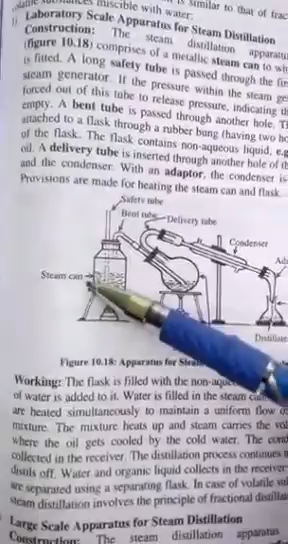 miscible with water.
is similar to that of frac
Laboratory Scale Apparatus for Steam Distillation
Construction: The steam distillation apparatu
(figure 10.18) comprises of a metallic steam can to wh
is fitted. A long safety tube is passed through the fir
steam generator. If the pressure within the steam ge
forced out of this tube to release pressure, indicating th
empty. A bent tube is passed through another hole. Th
attached to a flask through a rubber bung (having two ho
of the flask. The flask contains non-aqueous liquid, e.g
oil. A delivery tube is inserted through another hole of th
and the condenser. With an adaptor, the condenser is
Provisions are made for heating the steam can and flask.
Safety tube
Bent tube
Delivery tube
Condenser
Ada
Steam can
Distillate
Figure 10.18: Apparatus for Stea
Working: The flask is filled with the non-aque
of water is added to it. Water is filled in the steam can
are heated simultaneously to maintain a uniform flow o
mixture. The mixture heats up and steam carries the vol
where the oil gets cooled by the cold water. The con
collected in the receiver. The distillation process continues
distils off. Water and organic liquid collects in the receiver
are separated using a separating flask. In case of volatile
steam distillation involves the principle of fractional distillat
Large Scale Apparatus for Steam Distillation
Construction: The steam distillation apparatus